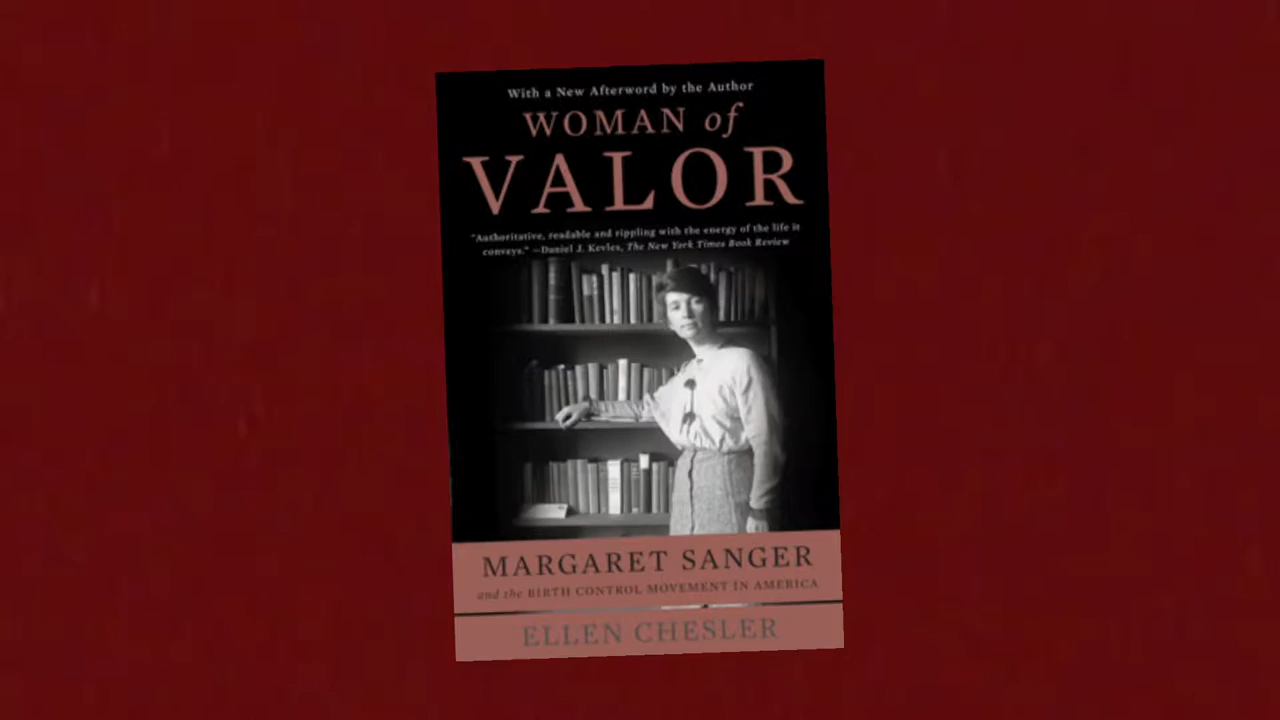 With a New Afterword by the Author
WOMAN of
VALOR
"Authoritative, readable and rippling with the energy of the life it
conveys." —Daniel J. Kevles, The New York Times Book Review
MARGARET SANGER
and the BIRTH CONTROL MOVEMENT IN AMERICA
ELLEN CHESLER